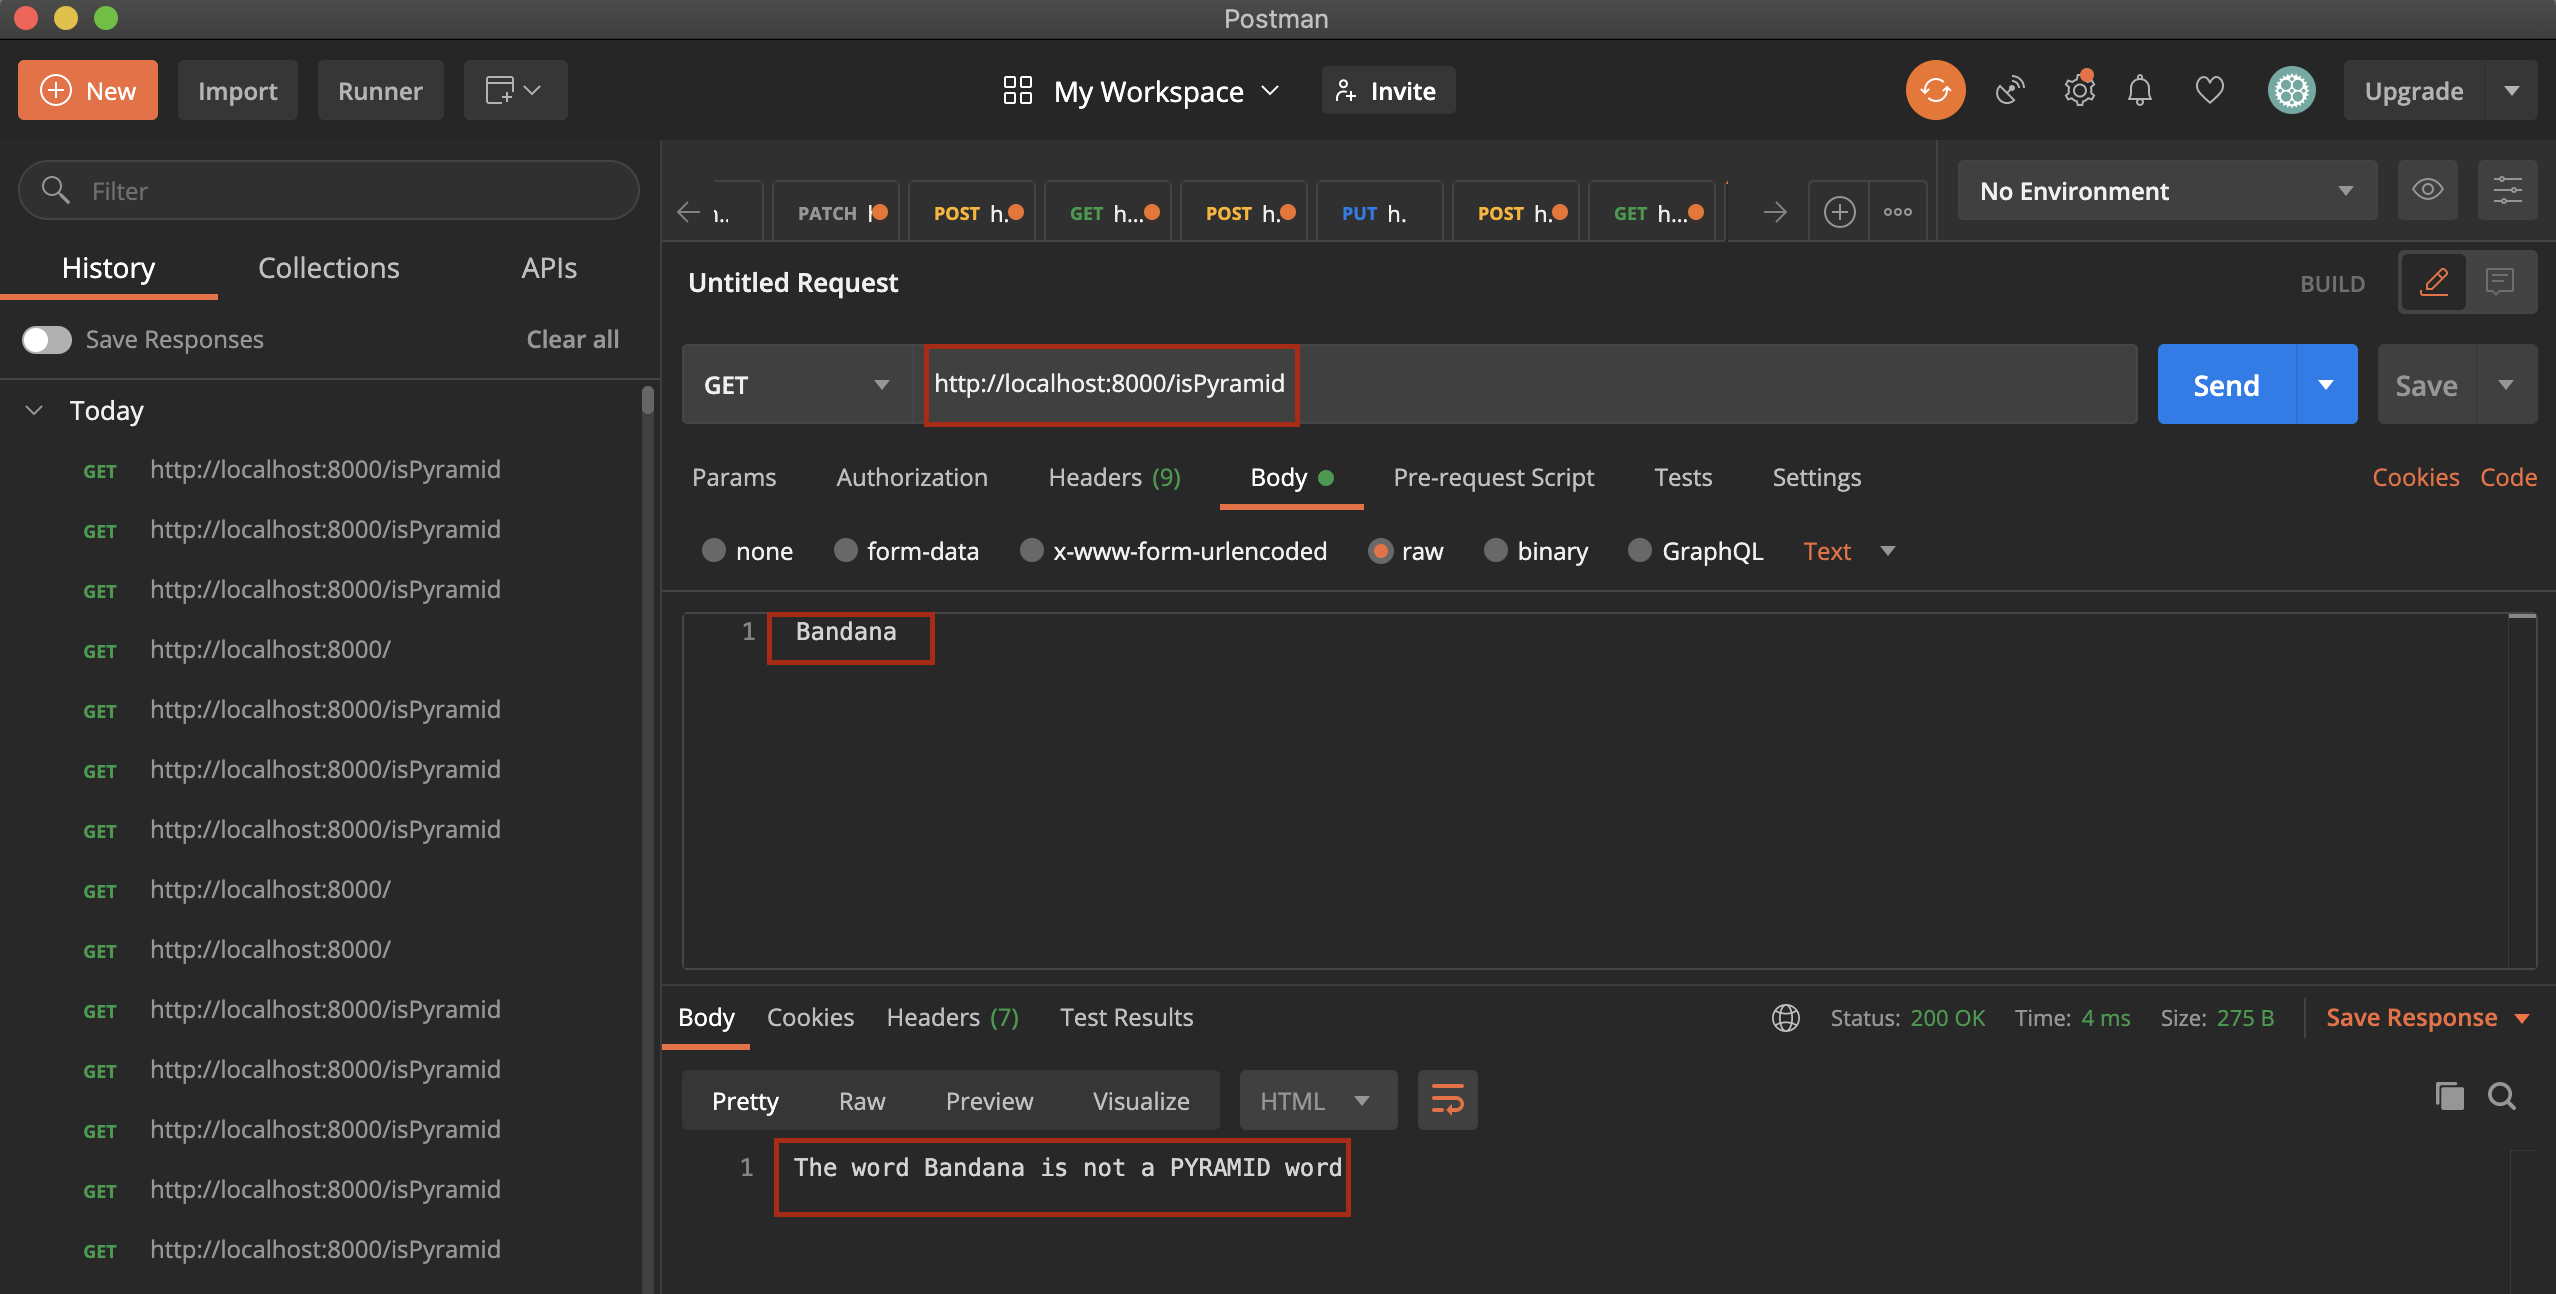 Postman
New Import Runner My Workspace Invite Upgrade
Filter
History Collections APIs
Save Responses Clear all
Today
GET http://localhost:8000/isPyramid
GET http://localhost:8000/isPyramid
GET http://localhost:8000/isPyramid
GET http://localhost:8000/
GET http://localhost:8000/isPyramid
GET http://localhost:8000/isPyramid
GET http://localhost:8000/isPyramid
GET http://localhost:8000/
GET http://localhost:8000/
GET http://localhost:8000/isPyramid
GET http://localhost:8000/isPyramid
GET http://localhost:8000/isPyramid
GET http://localhost:8000/isPyramid
GET http://localhost:8000/isPyramid
PATCH POST h. GET h... POST h. PUT h. POST h. GET h... No Environment
Untitled Request BUILD
GET http://localhost:8000/isPyramid Send Save
Params Authorization Headers (9) Body Pre-request Script Tests Settings Cookies Code
none form-data x-www-form-urlencoded raw binary GraphQL Text
1 Bandana
Body Cookies Headers (7) Test Results Status: 200 OK Time: 4 ms Size: 275 B Save Response
Pretty Raw Preview Visualize HTML
1 The word Bandana is not a PYRAMID word